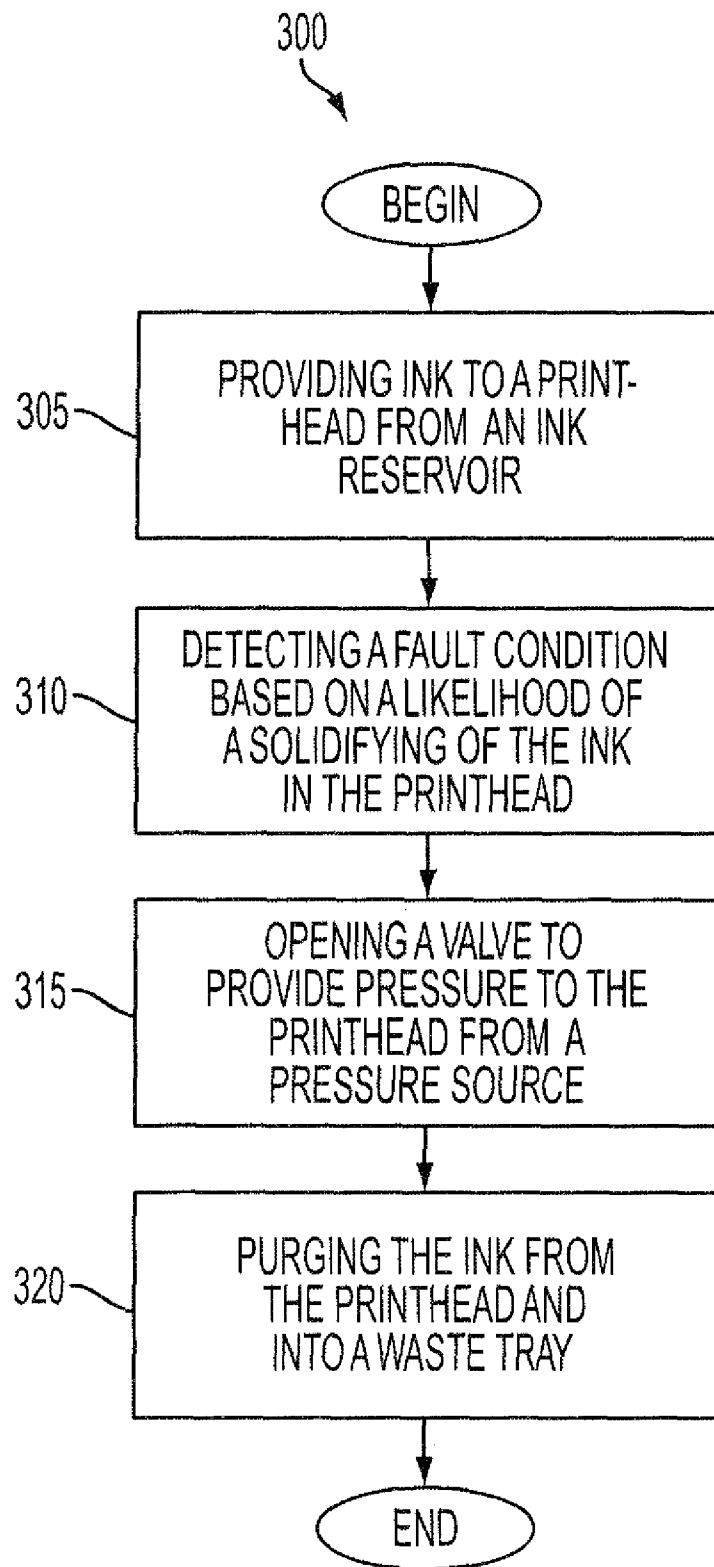 300
BEGIN
305
PROVIDING INK TO A PRINT-
HEAD FROM AN INK
RESERVOIR
310
DETECTING A FAULT CONDITION
BASED ON A LIKELIHOOD OF
A SOLIDIFYING OF THE INK
IN THE PRINTHEAD
315
OPENING A VALVE TO
PROVIDE PRESSURE TO THE
PRINTHEAD FROM A
PRESSURE SOURCE
320
PURGING THE INK FROM
THE PRINTHEAD AND
INTO A WASTE TRAY
END